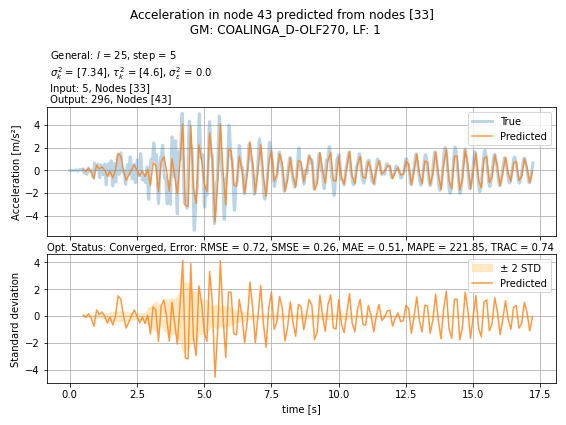 Acceleration in node 43 predicted from nodes [33]
GM: COALINGA_D-OLF270, LF: 1
General: l = 25, step = 5
σ²ₖ = [7.34], τ²ₖ = [4.6], σ²ε = 0.0
Input: 5, Nodes [33]
Output: 296, Nodes [43]
Acceleration [m/s²]
4
2
0
−2
−4
True
Predicted
Opt. Status: Converged, Error: RMSE = 0.72, SMSE = 0.26, MAE = 0.51, MAPE = 221.85, TRAC = 0.74
Standard deviation
4
2
0
−2
−4
± 2 STD
Predicted
0.0 2.5 5.0 7.5 10.0 12.5 15.0 17.5
time [s]